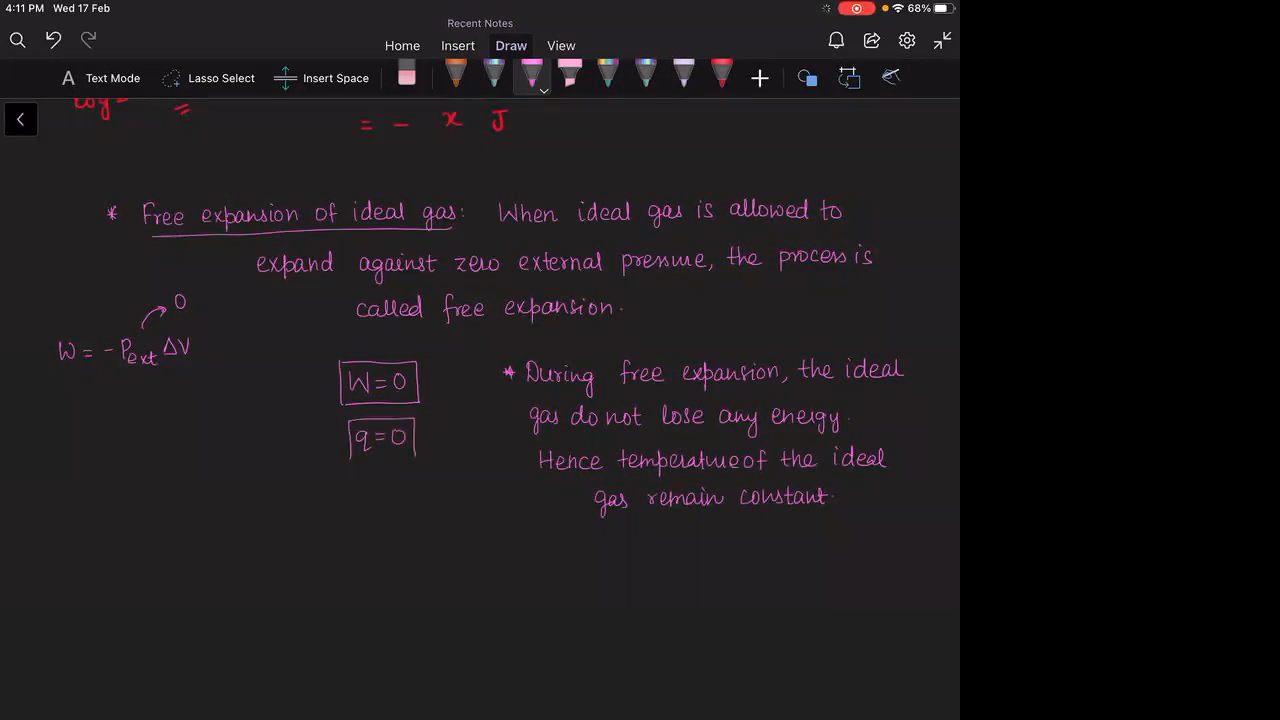 4:11 PM Wed 17 Feb
68%
Recent Notes
Home Insert Draw View
Text Mode Lasso Select Insert Space
= - x J
* Free expansion of ideal gas: When ideal gas is allowed to
expand against zero external pressure, the process is
called free expansion.
0
W = - Pext ΔV
W = 0
q = 0
* During free expansion, the ideal
gas do not lose any energy.
Hence temperature of the ideal
gas remain constant.